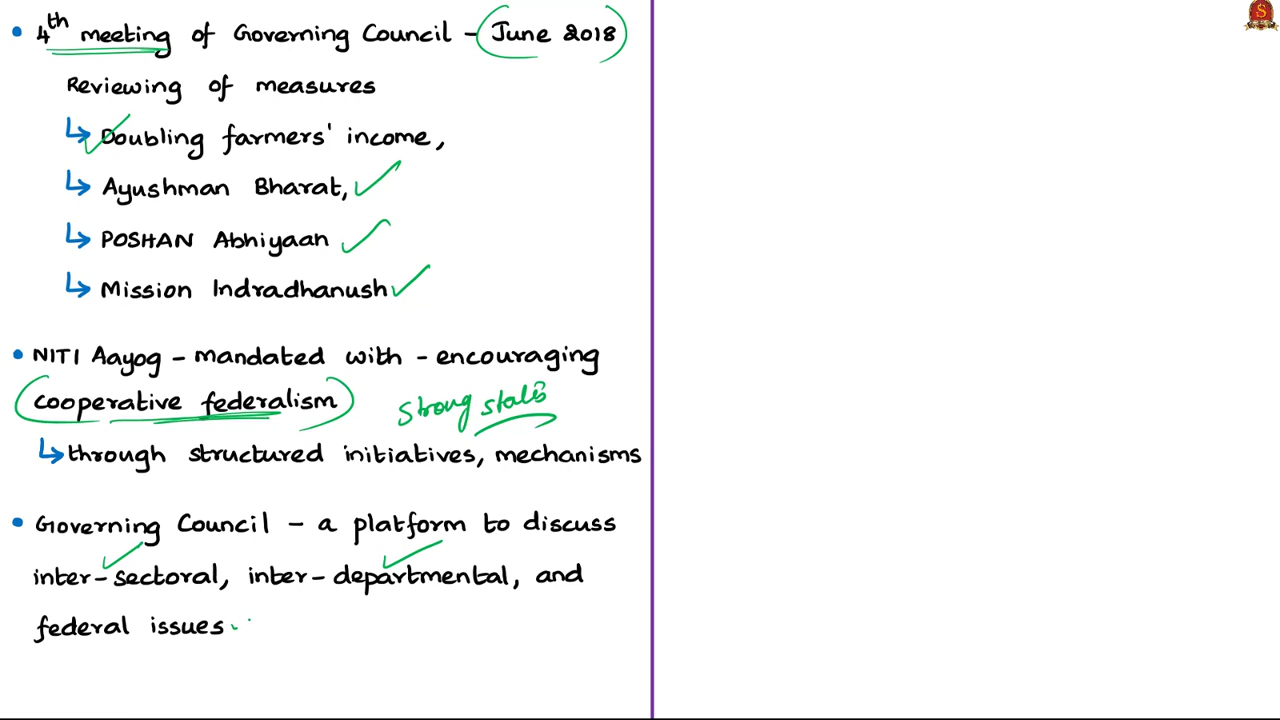 • 4th meeting of Governing Council - June 2018
Reviewing of measures
↳ Doubling farmers' income,
↳ Ayushman Bharat,
↳ POSHAN Abhiyaan
↳ Mission Indradhanush
• NITI Aayog - mandated with - encouraging
cooperative federalism
Strong states
↳ through structured initiatives, mechanisms
• Governing Council - a platform to discuss
inter-sectoral, inter-departmental, and
federal issues
S